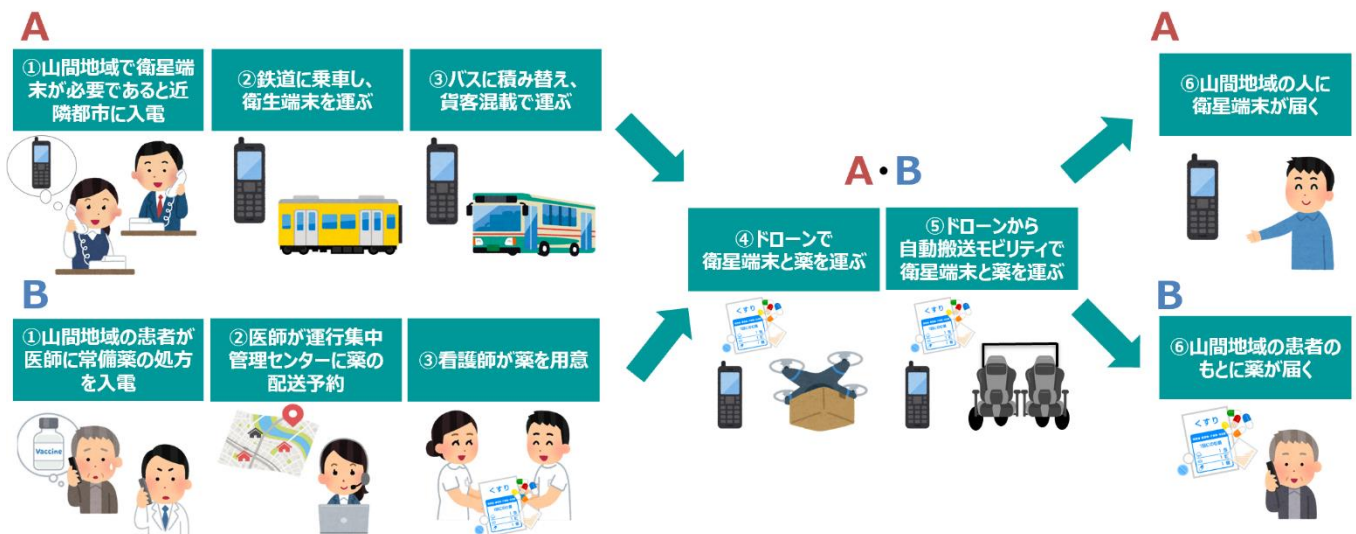 A
①山間地域で衛星端
末が必要であると近
隣都市に入電
②鉄道に乗車し、
衛生端末を運ぶ
③バスに積み替え、
貨客混載で運ぶ
B
①山間地域の患者が
医師に常備薬の処方
を入電
Vaccine
②医師が運行集中
管理センターに薬の
配送予約
③看護師が薬を用意
くすり
A・B
④ドローンで
衛星端末と薬を運ぶ
くすり
⑤ドローンから
自動搬送モビリティで
衛星端末と薬を運ぶ
くすり
A
⑥山間地域の人に
衛星端末が届く
B
⑥山間地域の患者の
もとに薬が届く
くすり